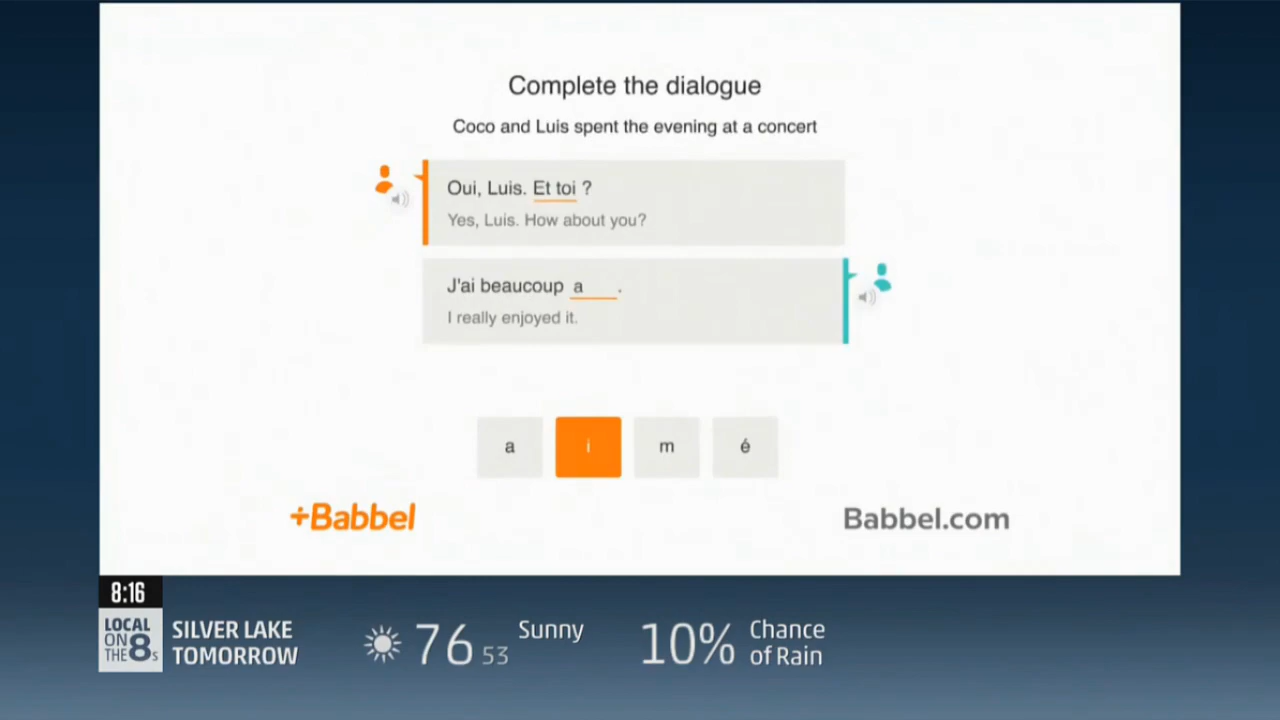 Complete the dialogue
Coco and Luis spent the evening at a concert
Oui, Luis. Et toi ?
Yes, Luis. How about you?
J'ai beaucoup a____.
I really enjoyed it.
a i m é
+Babbel
Babbel.com
8:16
LOCAL ON THE 8s
SILVER LAKE
TOMORROW
76 53
Sunny
10%
Chance
of Rain